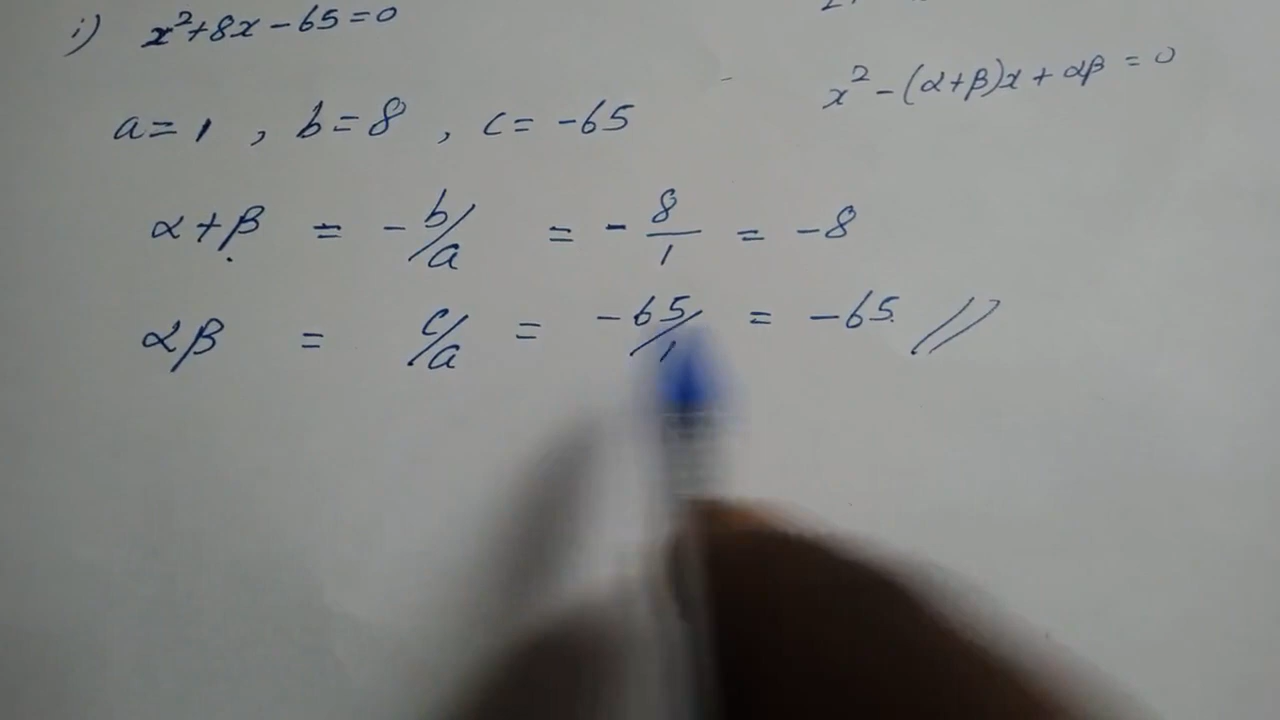 i) x²+8x-65=0
x² - (α+β)x + αβ = 0
a=1 , b=8 , c= -65
α+β = -b/a = -8/1 = -8
αβ = c/a = -65/1 = -65 //